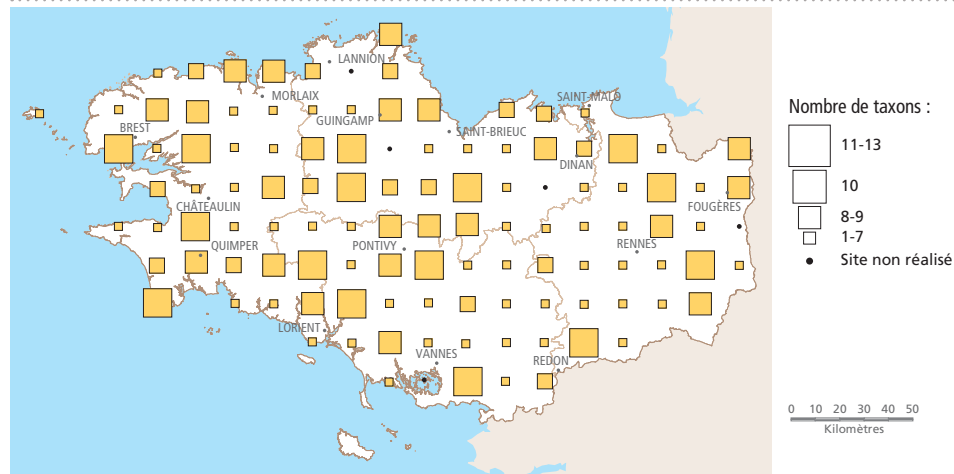 LANNION
MORLAIX
SAINT-MALO
GUINGAMP
BREST
SAINT-BRIEUC
DINAN
CHÂTEAULIN
FOUGÈRES
QUIMPER
PONTIVY
RENNES
LORIENT
VANNES
REDON
Nombre de taxons :
11-13
10
8-9
1-7
Site non réalisé
0 10 20 30 40 50
Kilomètres